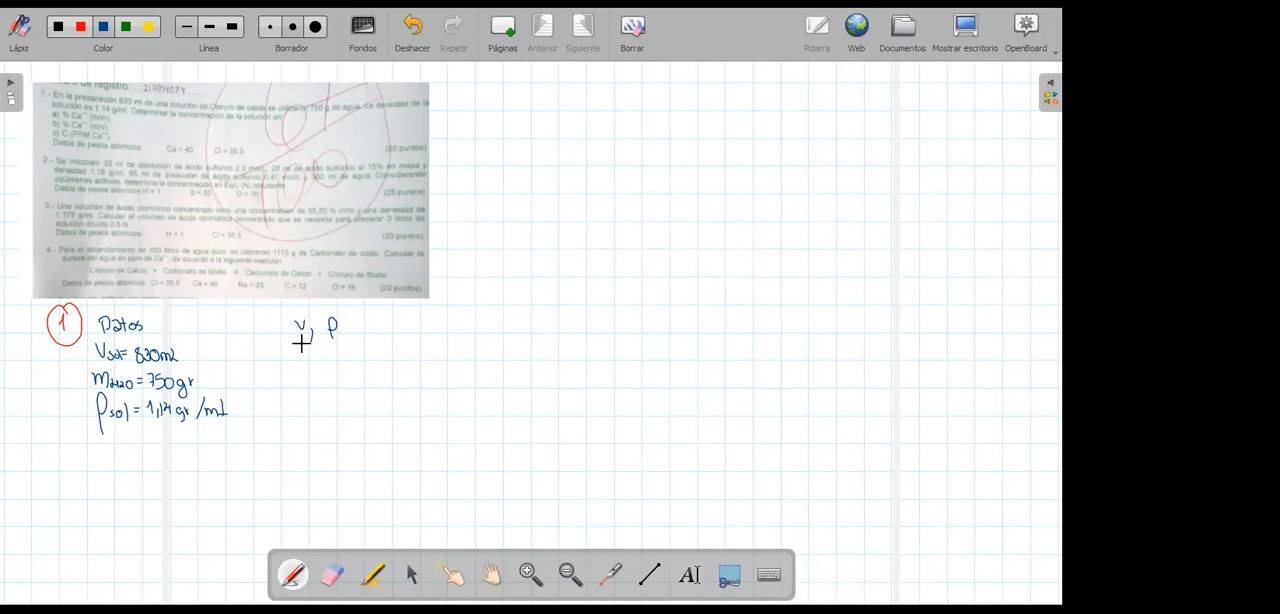 Lápiz
Color
Línea
Borrador
Fondos
Deshacer
Repetir
Páginas
Anterior
Siguiente
Borrar
Pizarra
Web
Documentos
Mostrar escritorio
OpenBoard
de registro:
1.- En la preparación 830 ml de una solución de Cloruro de calcio se utilizaron 750 g de agua. La densidad de la
solución es 1.14 g/ml. Determinar la concentración de la solución en:
a) % Ca⁺⁺ (m/m)
b) % Ca⁺⁺ (m/v)
c) C (PPM Ca⁺⁺)
Datos de pesos atómicos: Ca = 40 Cl = 35.5 (20 puntos)
2.- Se mezclan 55 ml de disolución de ácido sulfúrico 2.5 mol/L, 28 ml de ácido sulfúrico al 15% en masa y
densidad 1.18 g/ml, 65 ml de disolución de ácido sulfúrico 0.47 mol/L y 300 ml de agua. Considerando
volúmenes aditivos, determine la concentración en Eq/L (N) resultante
Datos de pesos atómicos: H = 1 S = 32 O = 16 (25 puntos)
3.- Una solución de ácido clorhídrico concentrado tiene una concentración de 35.20 % m/m y una densidad de
1.175 g/ml. Calcular el volumen de ácido clorhídrico concentrado que se necesita para preparar 3 litros de
solución diluida 0.5 N
Datos de pesos atómicos: H = 1 Cl = 35.5 (20 puntos)
4.- Para el ablandamiento de 650 litros de agua dura, se utilizaron 1115 g de Carbonato de sodio. Calcular la
dureza del agua en ppm de Ca⁺⁺, de acuerdo a la siguiente reacción
Cloruro de Calcio + Carbonato de Sodio → Carbonato de Calcio + Cloruro de Sodio
Datos de pesos atómicos: Cl = 35.5 Ca = 40 Na = 23 C = 12 O = 16 (20 puntos)
1 Datos
V, ρ
Vsol = 830mL
mH2O = 750gr
ρsol = 1,14 gr/mL